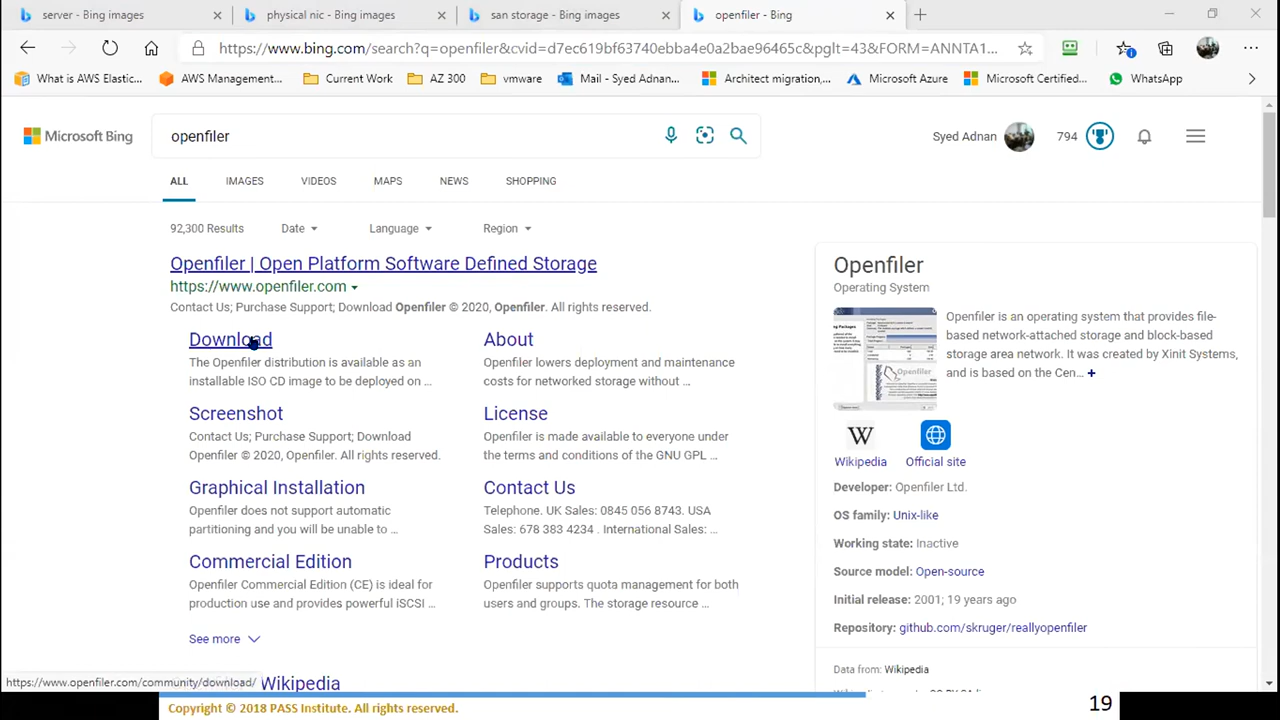 server - Bing images
physical nic - Bing images
san storage - Bing images
openfiler - Bing
https://www.bing.com/search?q=openfiler&cvid=d7ec619bf63740ebba4e0a2bae96465c&pglt=43&FORM=ANNTA1...
What is AWS Elastic...
AWS Management...
Current Work
AZ 300
vmware
Mail - Syed Adnan...
Architect migration,...
Microsoft Azure
Microsoft Certified...
WhatsApp
Microsoft Bing
openfiler
Syed Adnan
794
ALL
IMAGES
VIDEOS
MAPS
NEWS
SHOPPING
92,300 Results
Date
Language
Region
Openfiler | Open Platform Software Defined Storage
https://www.openfiler.com
Contact Us; Purchase Support; Download Openfiler © 2020, Openfiler. All rights reserved.
Download
The Openfiler distribution is available as an
installable ISO CD image to be deployed on ...
About
Openfiler lowers deployment and maintenance
costs for networked storage without ...
Screenshot
Contact Us; Purchase Support; Download
Openfiler © 2020, Openfiler. All rights reserved.
License
Openfiler is made available to everyone under
the terms and conditions of the GNU GPL ...
Graphical Installation
Openfiler does not support automatic
partitioning and you will be unable to ...
Contact Us
Telephone. UK Sales: 0845 056 8743. USA
Sales: 678 383 4234 . International Sales: ...
Commercial Edition
Openfiler Commercial Edition (CE) is ideal for
production use and provides powerful iSCSI ...
Products
Openfiler supports quota management for both
users and groups. The storage resource ...
See more
Wikipedia
Openfiler
Operating System
Openfiler is an operating system that provides file-
based network-attached storage and block-based
storage area network. It was created by Xinit Systems,
and is based on the Cen... +
W
Wikipedia
Official site
Developer: Openfiler Ltd.
OS family: Unix-like
Working state: Inactive
Source model: Open-source
Initial release: 2001; 19 years ago
Repository: github.com/skruger/reallyopenfiler
Data from: Wikipedia
https://www.openfiler.com/community/download/
Copyright © 2018 PASS Institute. All rights reserved.
19